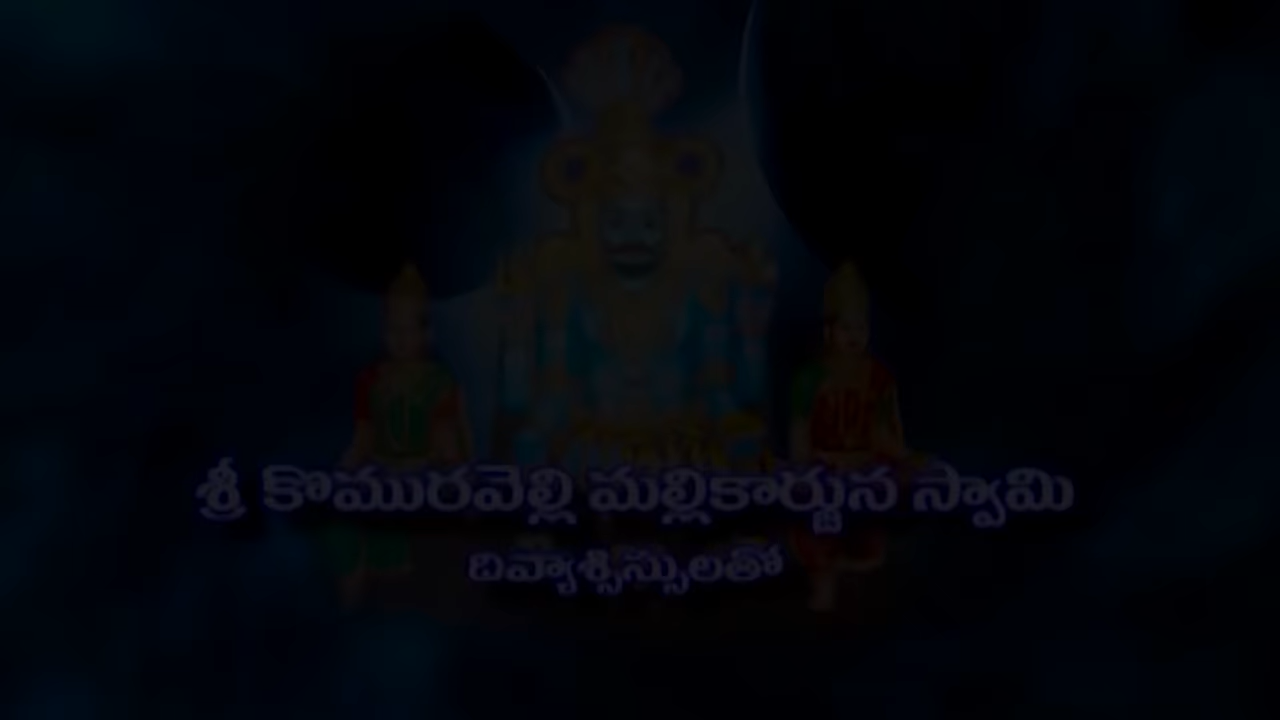 శ్రీ కొమురవెల్లి మల్లికార్జున స్వామి
దివ్యాశ్సిస్సులతో